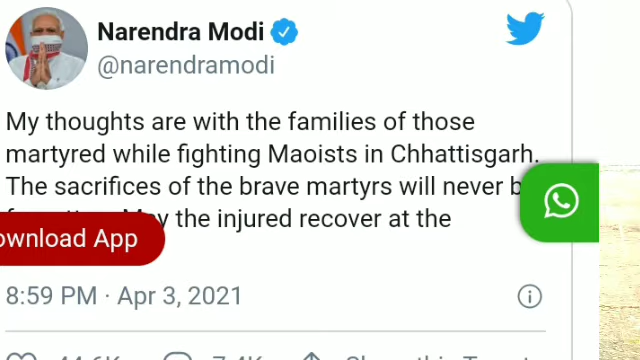 Narendra Modi
@narendramodi
My thoughts are with the families of those
martyred while fighting Maoists in Chhattisgarh.
The sacrifices of the brave martyrs will never
the injured recover at the
ownload App
8:59 PM · Apr 3, 2021